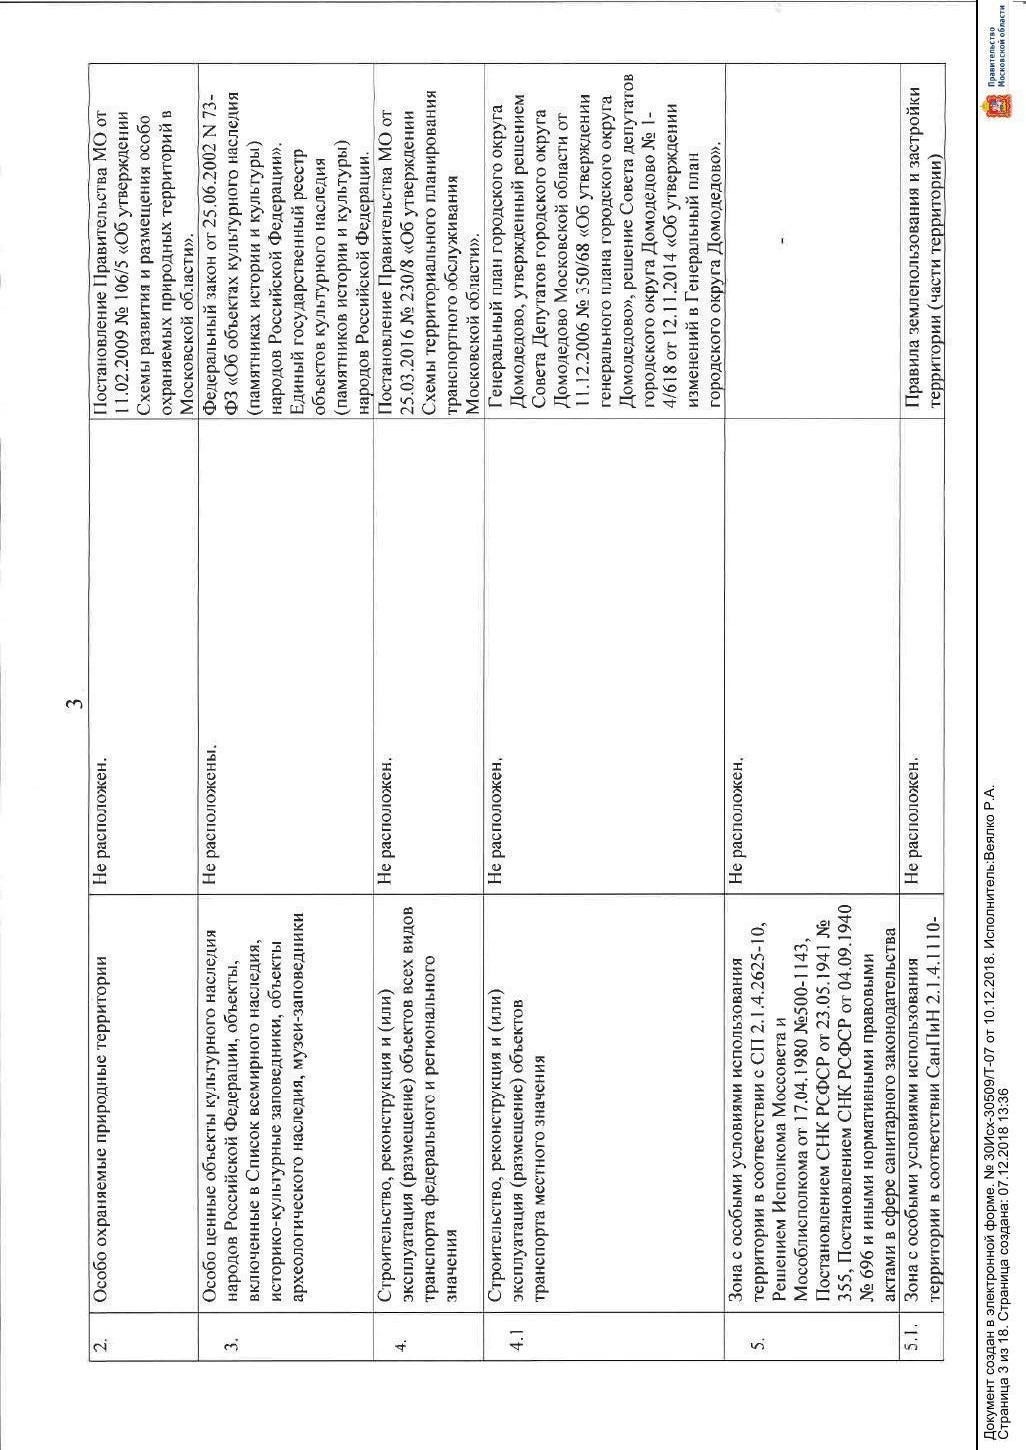 3
2.
Особо охраняемые природные территории
Не расположен.
Постановление Правительства МО от
11.02.2009 № 106/5 «Об утверждении
Схемы развития и размещения особо
охраняемых природных территорий в
Московской области».
3.
Особо ценные объекты культурного наследия
народов Российской Федерации, объекты,
включенные в Список всемирного наследия,
историко-культурные заповедники, объекты
археологического наследия, музеи-заповедники
Не расположены.
Федеральный закон от 25.06.2002 N 73-
ФЗ «Об объектах культурного наследия
(памятниках истории и культуры)
народов Российской Федерации».
Единый государственный реестр
объектов культурного наследия
(памятников истории и культуры)
народов Российской Федерации.
4.
Строительство, реконструкция и (или)
эксплуатация (размещение) объектов всех видов
транспорта федерального и регионального
значения
Не расположен.
Постановление Правительства МО от
25.03.2016 № 230/8 «Об утверждении
Схемы территориального планирования
транспортного обслуживания
Московской области».
4.1
Строительство, реконструкция и (или)
эксплуатация (размещение) объектов
транспорта местного значения
Не расположен.
Генеральный план городского округа
Домодедово, утвержденный решением
Совета Депутатов городского округа
Домодедово Московской области от
11.12.2006 № 350/68 «Об утверждении
генерального плана городского округа
Домодедово», решение Совета депутатов
городского округа Домодедово № 1-
4/618 от 12.11.2014 «Об утверждении
изменений в Генеральный план
городского округа Домодедово».
5.
Зона с особыми условиями использования
территории в соответствии с СП 2.1.4.2625-10,
Решением Исполкома Моссовета и
Мособлисполкома от 17.04.1980 №500-1143,
Постановлением СНК РСФСР от 23.05.1941 №
355, Постановлением СНК РСФСР от 04.09.1940
№ 696 и иными нормативными правовыми
актами в сфере санитарного законодательства
Не расположен.
-
5.1.
Зона с особыми условиями использования
территории в соответствии СанПиН 2.1.4.1110-
Не расположен.
Правила землепользования и застройки
территории (части территории)
Документ создан в электронной форме. № 30Исх-30509/Т-07 от 10.12.2018. Исполнитель:Веялко Р.А.
Страница 3 из 18. Страница создана: 07.12.2018 13:36
Правительство
Московской области